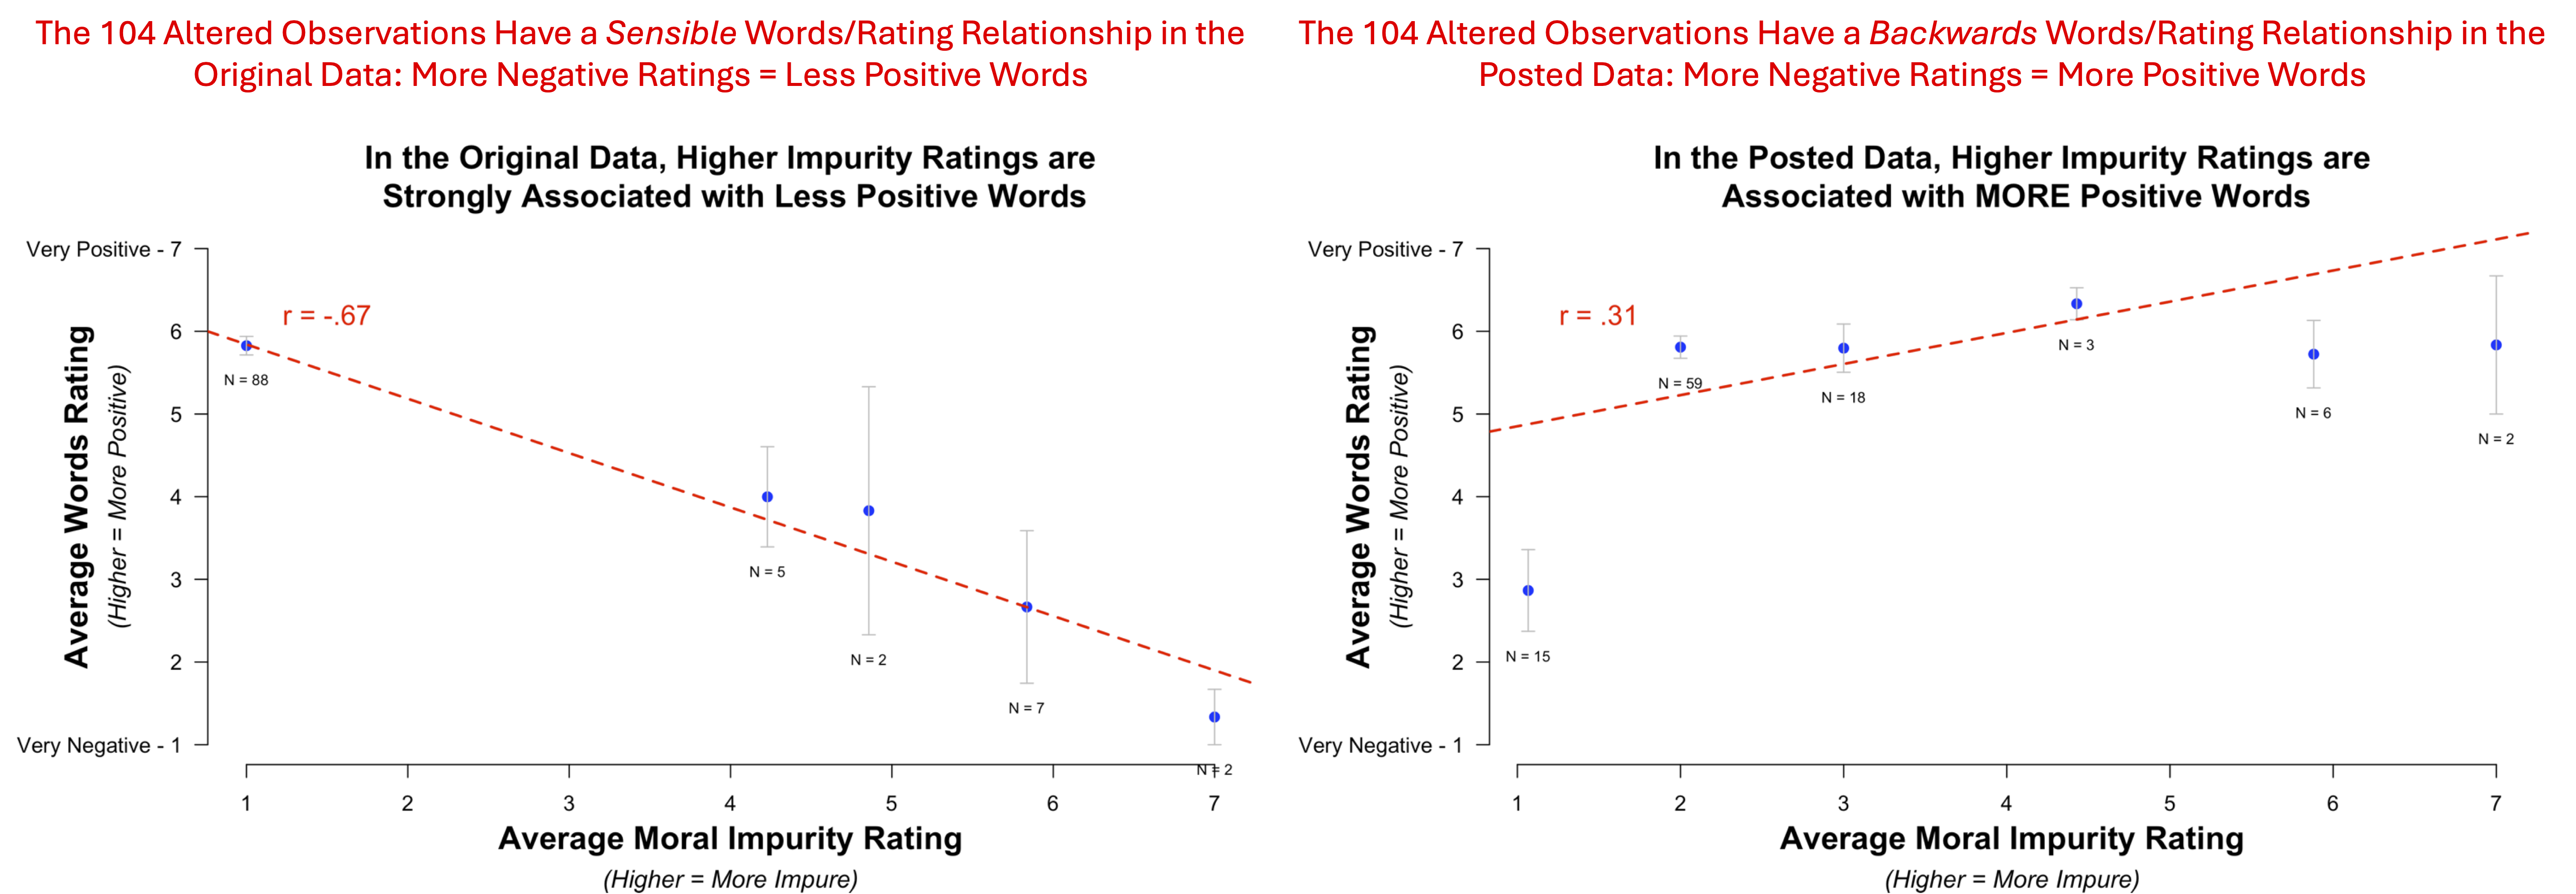 The 104 Altered Observations Have a Sensible Words/Rating Relationship in the
Original Data: More Negative Ratings = Less Positive Words
In the Original Data, Higher Impurity Ratings are
Strongly Associated with Less Positive Words
Very Positive - 7
6
5
4
3
2
Very Negative - 1
Average Words Rating
(Higher = More Positive)
r = -.67
N = 88
N = 5
N = 2
N = 7
N = 2
1 2 3 4 5 6 7
Average Moral Impurity Rating
(Higher = More Impure)
The 104 Altered Observations Have a Backwards Words/Rating Relationship in the
Posted Data: More Negative Ratings = More Positive Words
In the Posted Data, Higher Impurity Ratings are
Associated with MORE Positive Words
Very Positive - 7
6
5
4
3
2
Very Negative - 1
Average Words Rating
(Higher = More Positive)
r = .31
N = 15
N = 59
N = 18
N = 3
N = 6
N = 2
1 2 3 4 5 6 7
Average Moral Impurity Rating
(Higher = More Impure)